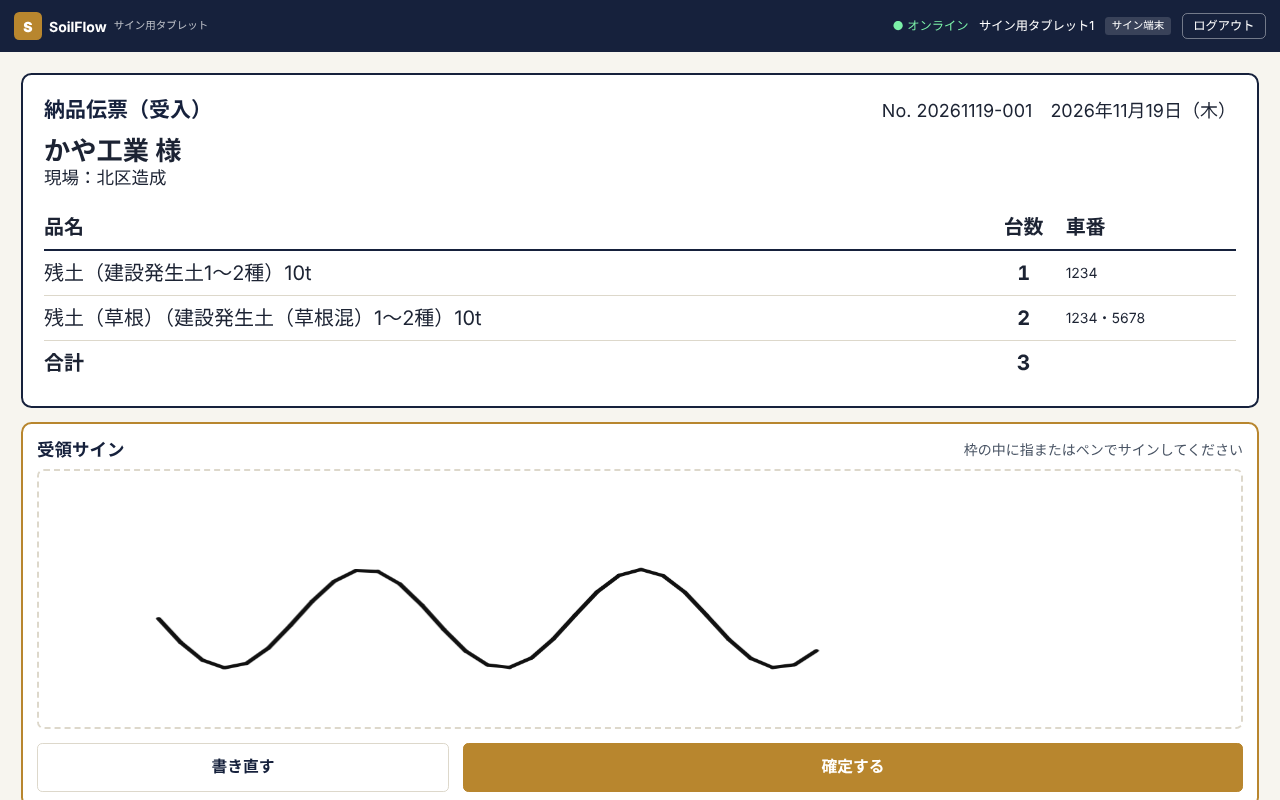 S SoilFlow サイン用タブレット ● オンライン サイン用タブレット1 サイン端末 ログアウト
納品伝票（受入） No. 20261119-001 2026年11月19日（木）
かや工業 様
現場：北区造成
品名 台数 車番
残土（建設発生土1〜2種）10t 1 1234
残土（草根）（建設発生土（草根混）1〜2種）10t 2 1234・5678
合計 3
受領サイン 枠の中に指またはペンでサインしてください
書き直す 確定する